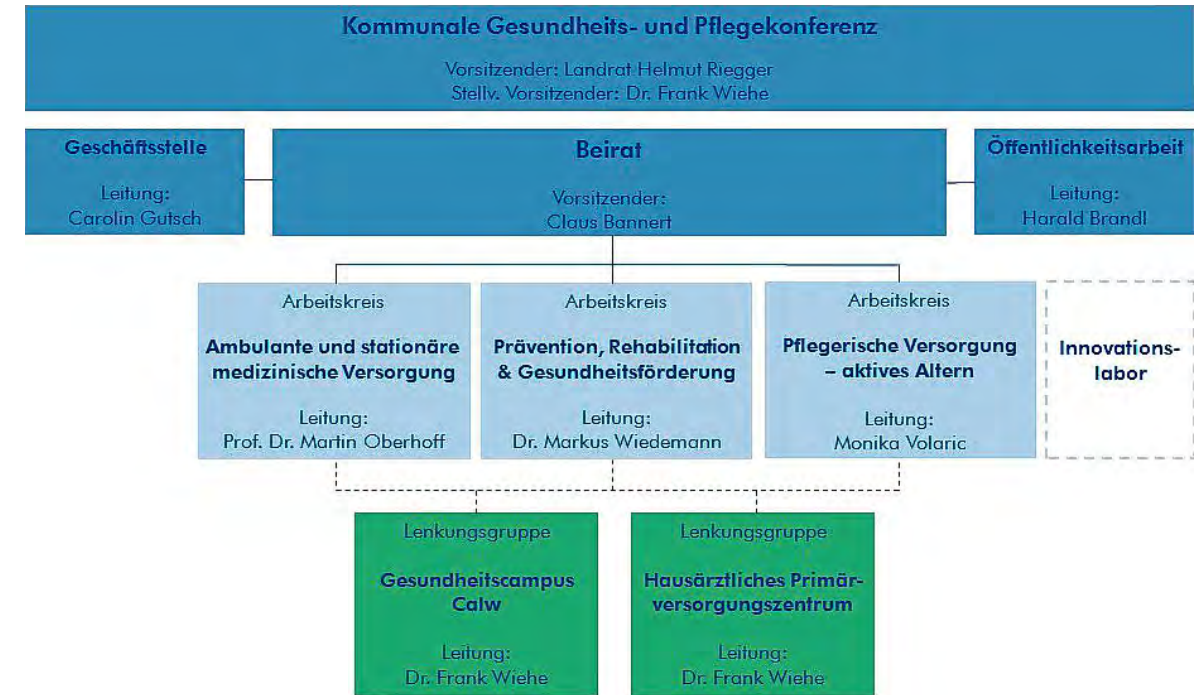 Kommunale Gesundheits- und Pflegekonferenz
Vorsitzender: Landrat Helmut Riegger
Stellv. Vorsitzender: Dr. Frank Wiehe
Geschäftsstelle
Leitung:
Carolin Gutsch
Beirat
Vorsitzender:
Claus Bannert
Öffentlichkeitsarbeit
Leitung:
Harald Brandl
Arbeitskreis
Ambulante und stationäre
medizinische Versorgung
Leitung:
Prof. Dr. Martin Oberhoff
Arbeitskreis
Prävention, Rehabilitation
& Gesundheitsförderung
Leitung:
Dr. Markus Wiedemann
Arbeitskreis
Pflegerische Versorgung
– aktives Altern
Leitung:
Monika Volaric
Innovations-
labor
Lenkungsgruppe
Gesundheitscampus
Calw
Leitung:
Dr. Frank Wiehe
Lenkungsgruppe
Hausärztliches Primär-
versorgungszentrum
Leitung:
Dr. Frank Wiehe